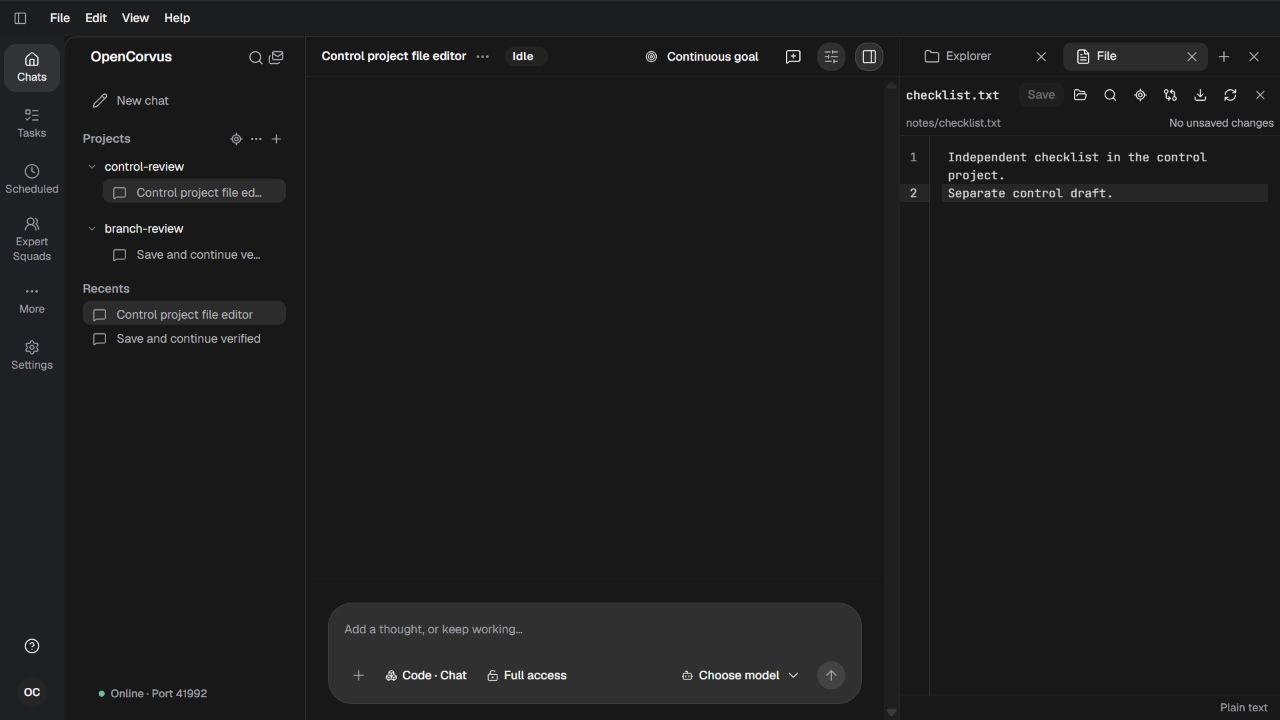 File Edit View Help
Chats
Tasks
Scheduled
Expert
Squads
More
Settings
OC
OpenCorvus
New chat
Projects
control-review
Control project file ed...
branch-review
Save and continue ve...
Recents
Control project file editor
Save and continue verified
Online · Port 41992
Control project file editor
Idle
Continuous goal
Add a thought, or keep working...
Code · Chat
Full access
Choose model
Explorer
File
checklist.txt
Save
notes/checklist.txt
No unsaved changes
1 Independent checklist in the control
project.
2 Separate control draft.
Plain text